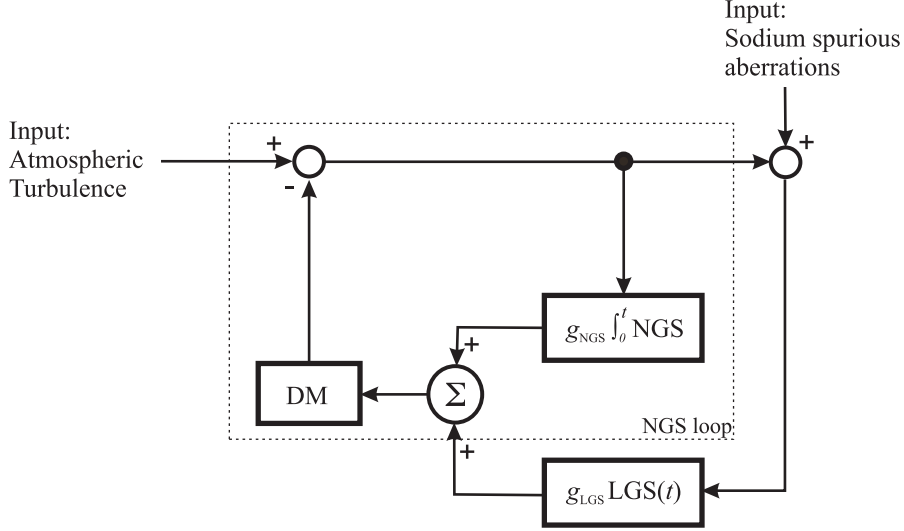 Input:
Sodium spurious
aberrations
Input:
Atmospheric
Turbulence
+
-
+
g_NGS ∫_0^t NGS
+
DM
Σ
NGS loop
+
g_LGS LGS(t)